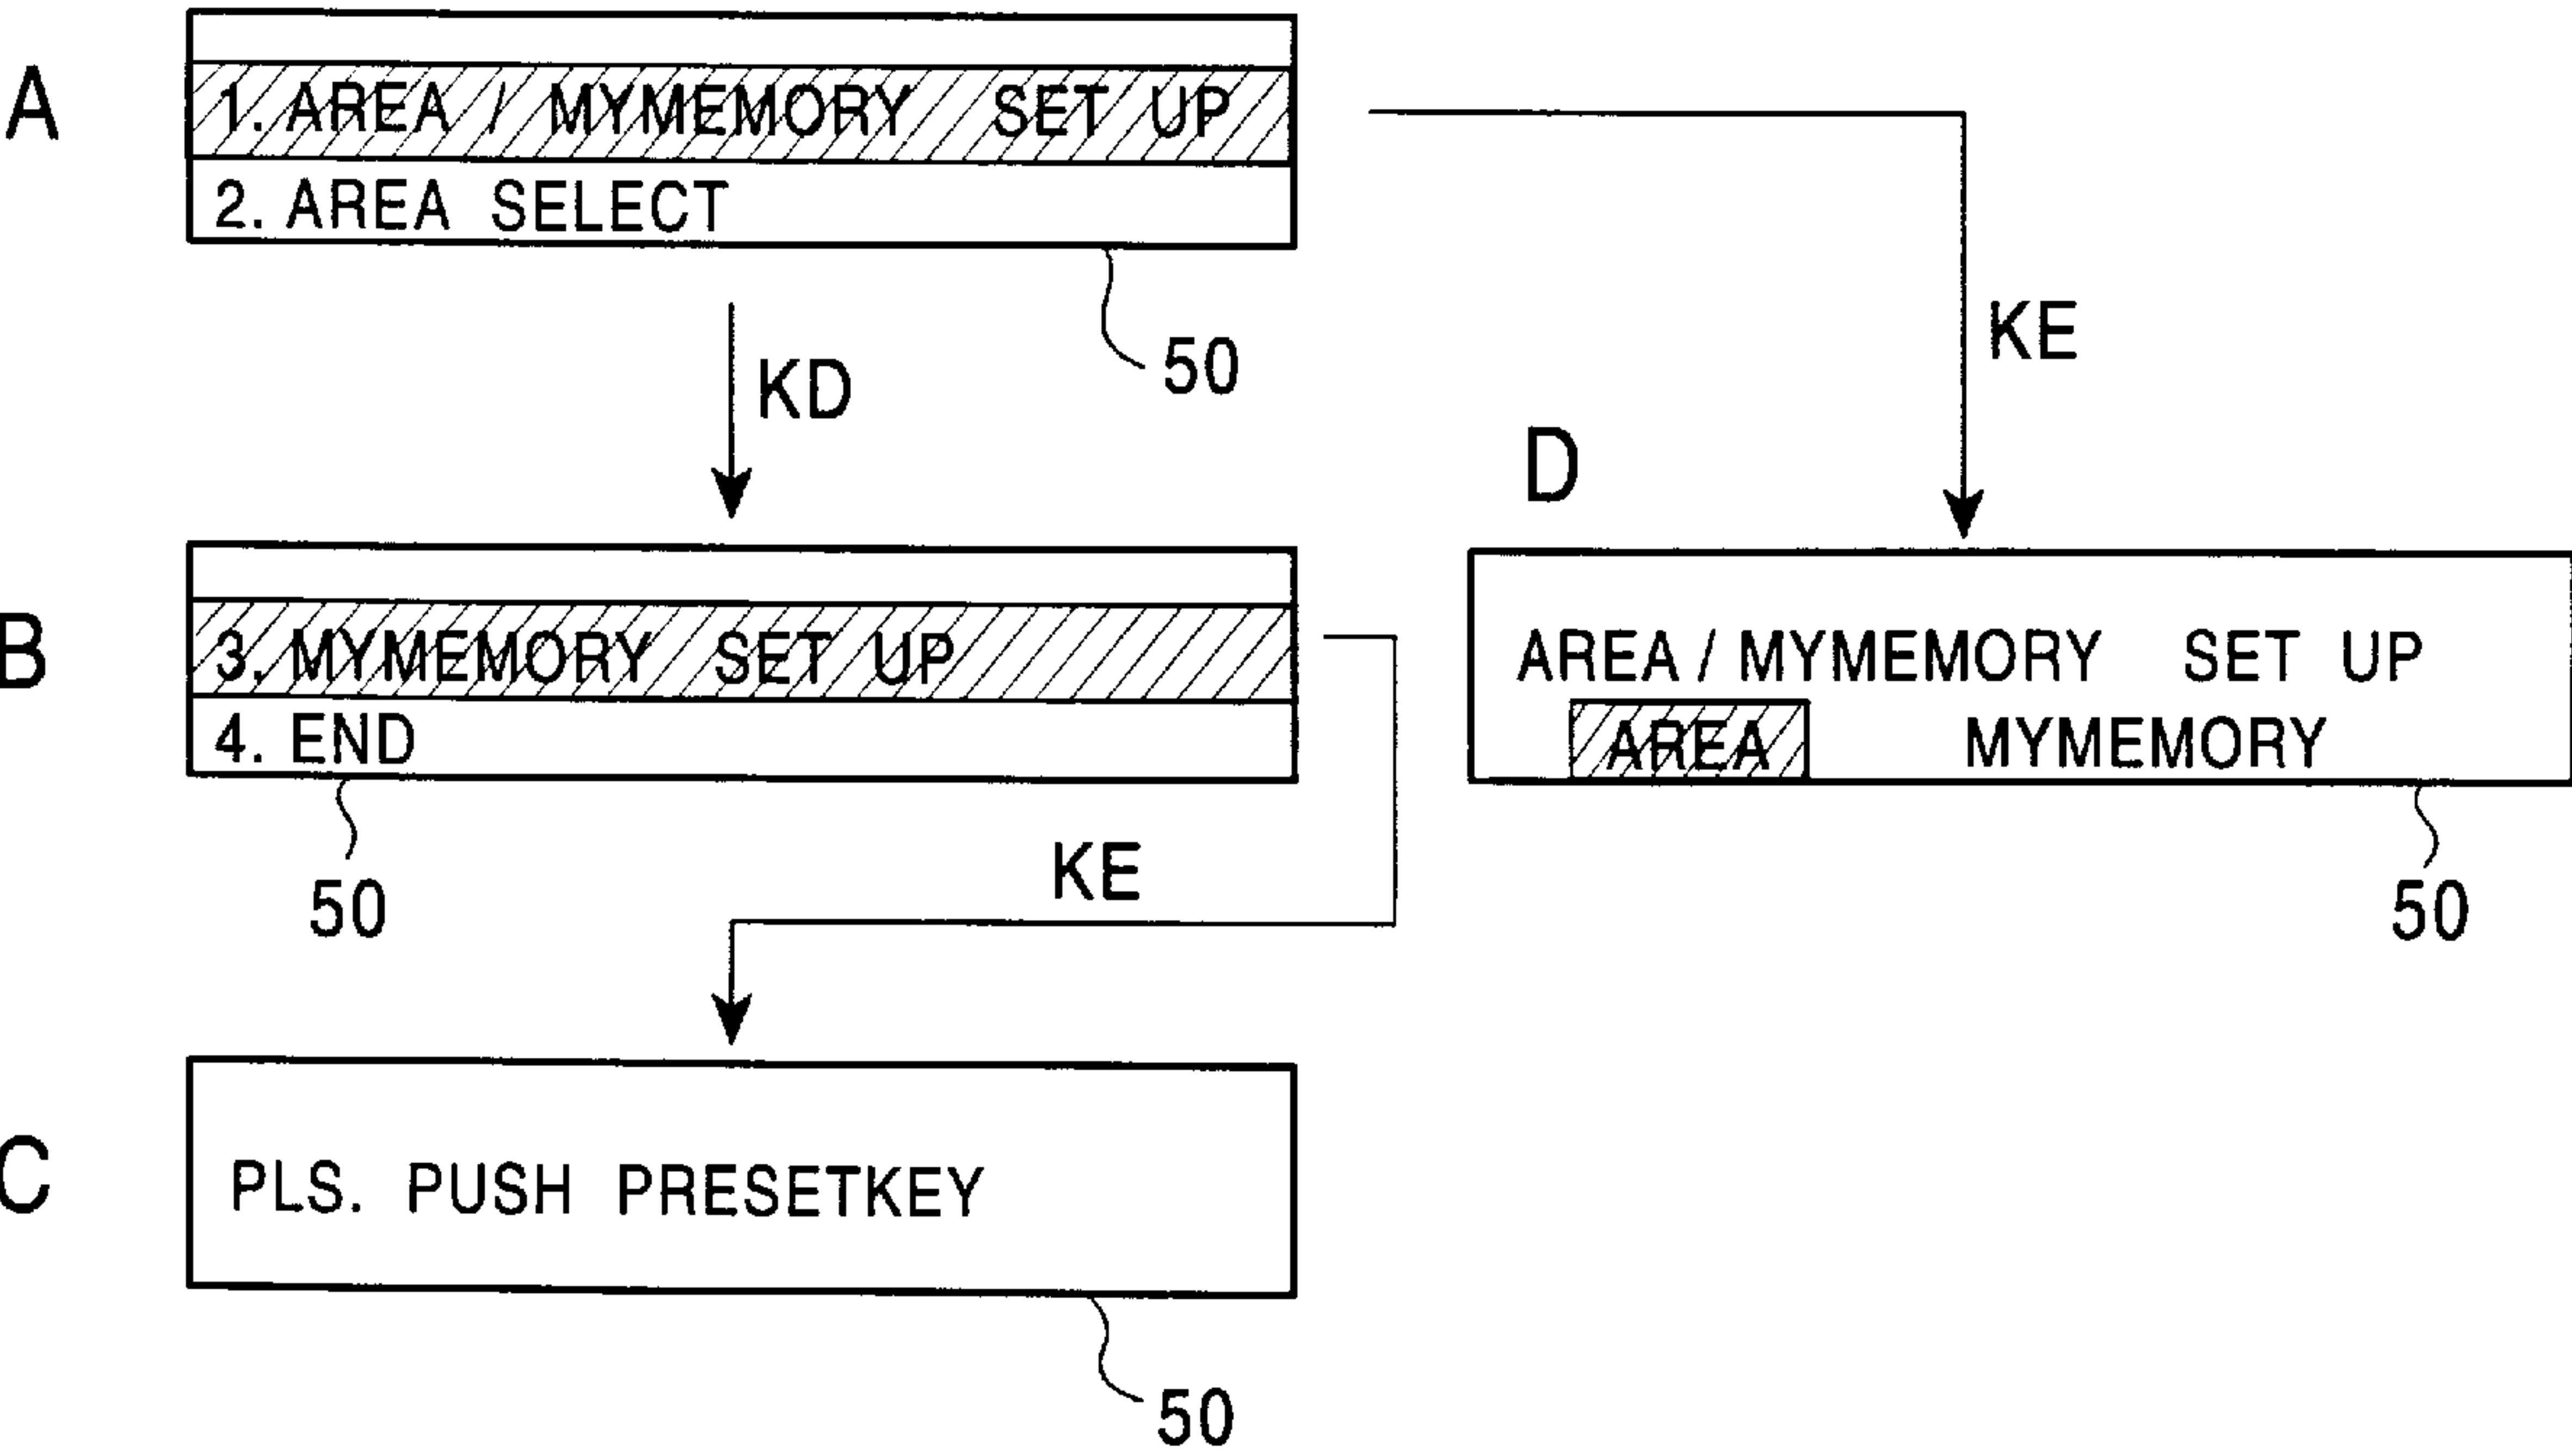 A
1. AREA / MYMEMORY SET UP
2. AREA SELECT
50
KD
KE
D
B
3. MYMEMORY SET UP
4. END
50
KE
AREA / MYMEMORY SET UP
AREA MYMEMORY
50
C
PLS. PUSH PRESETKEY
50